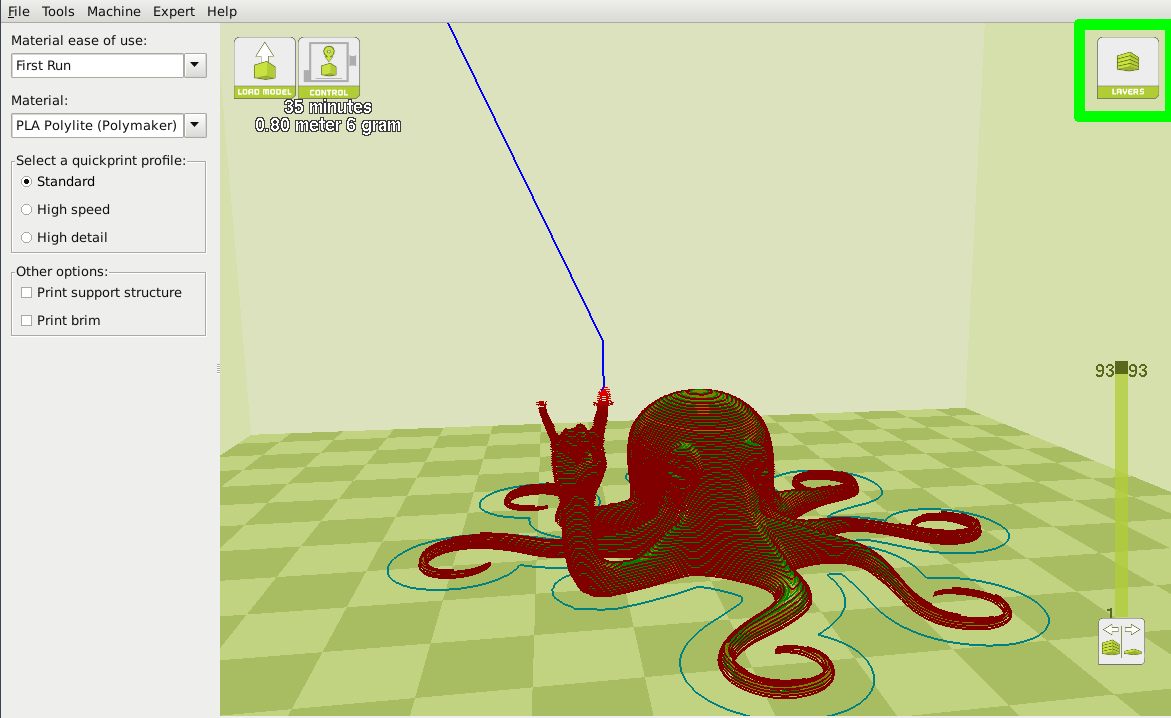 File Tools Machine Expert Help
Material ease of use:
First Run
Material:
PLA Polylite (Polymaker)
Select a quickprint profile:
Standard
High speed
High detail
Other options:
Print support structure
Print brim
LOAD MODEL
CONTROL
35 minutes
0.80 meter 6 gram
LAYERS
93 93
1